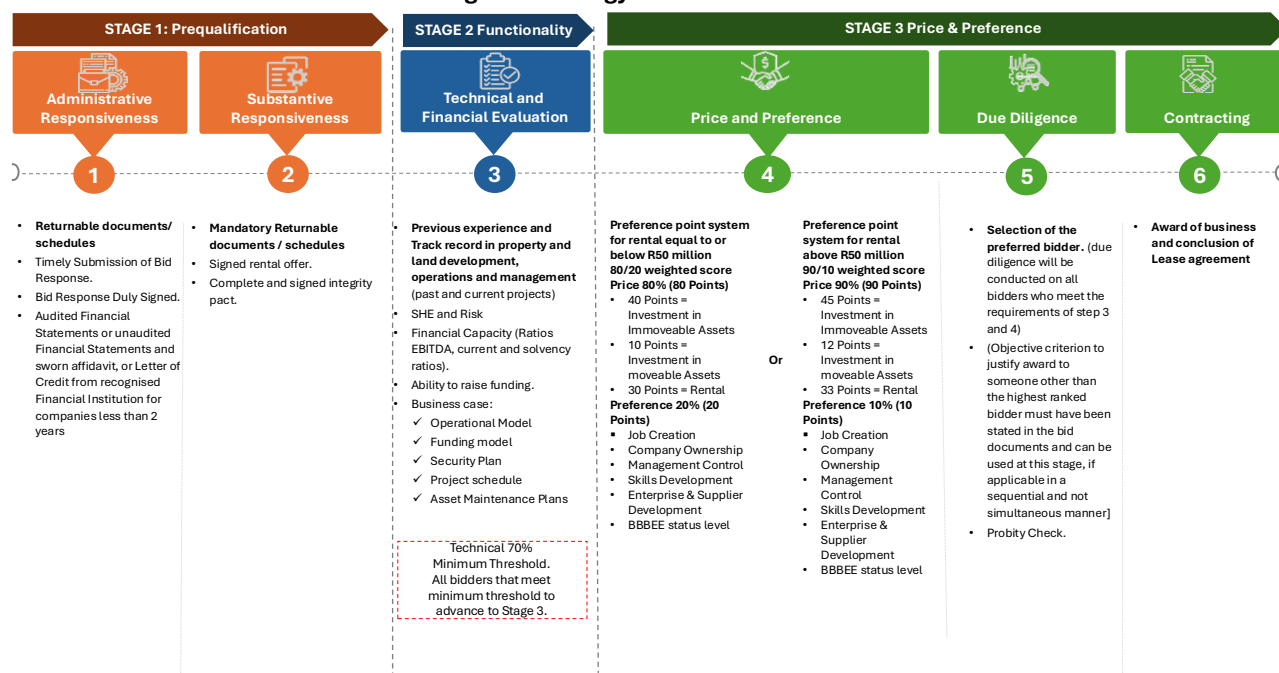 STAGE 1: Prequalification
STAGE 2 Functionality
STAGE 3 Price & Preference
Administrative
Responsiveness
Substantive
Responsiveness
Technical and
Financial Evaluation
Price and Preference
Due Diligence
Contracting
1
2
3
4
5
6
• Returnable documents/
schedules
• Timely Submission of Bid
Response.
• Bid Response Duly Signed.
• Audited Financial
Statements or unaudited
Financial Statements and
sworn affidavit, or Letter of
Credit from recognised
Financial Institution for
companies less than 2
years
• Mandatory Returnable
documents / schedules
• Signed rental offer.
• Complete and signed integrity
pact.
• Previous experience and
Track record in property and
land development,
operations and management
(past and current projects)
• SHE and Risk
• Financial Capacity (Ratios
EBITDA, current and solvency
ratios).
• Ability to raise funding.
• Business case:
✓ Operational Model
✓ Funding model
✓ Security Plan
✓ Project schedule
✓ Asset Maintenance Plans
Technical 70%
Minimum Threshold.
All bidders that meet
minimum threshold to
advance to Stage 3.
Preference point system
for rental equal to or
below R50 million
80/20 weighted score
Price 80% (80 Points)
• 40 Points =
Investment in
Immoveable Assets
• 10 Points =
Investment in
moveable Assets
• 30 Points = Rental
Preference 20% (20
Points)
▪ Job Creation
• Company Ownership
• Management Control
• Skills Development
• Enterprise & Supplier
Development
• BBBEE status level
Or
Preference point
system for rental
above R50 million
90/10 weighted score
Price 90% (90 Points)
• 45 Points =
Investment in
Immoveable Assets
• 12 Points =
Investment in
moveable Assets
• 33 Points = Rental
Preference 10% (10
Points)
▪ Job Creation
• Company
Ownership
• Management
Control
• Skills Development
• Enterprise &
Supplier
Development
• BBBEE status level
• Selection of the
preferred bidder. (due
diligence will be
conducted on all
bidders who meet the
requirements of step 3
and 4)
• (Objective criterion to
justify award to
someone other than
the highest ranked
bidder must have been
stated in the bid
documents and can be
used at this stage, if
applicable in a
sequential and not
simultaneous manner]
• Probity Check.
• Award of business
and conclusion of
Lease agreement